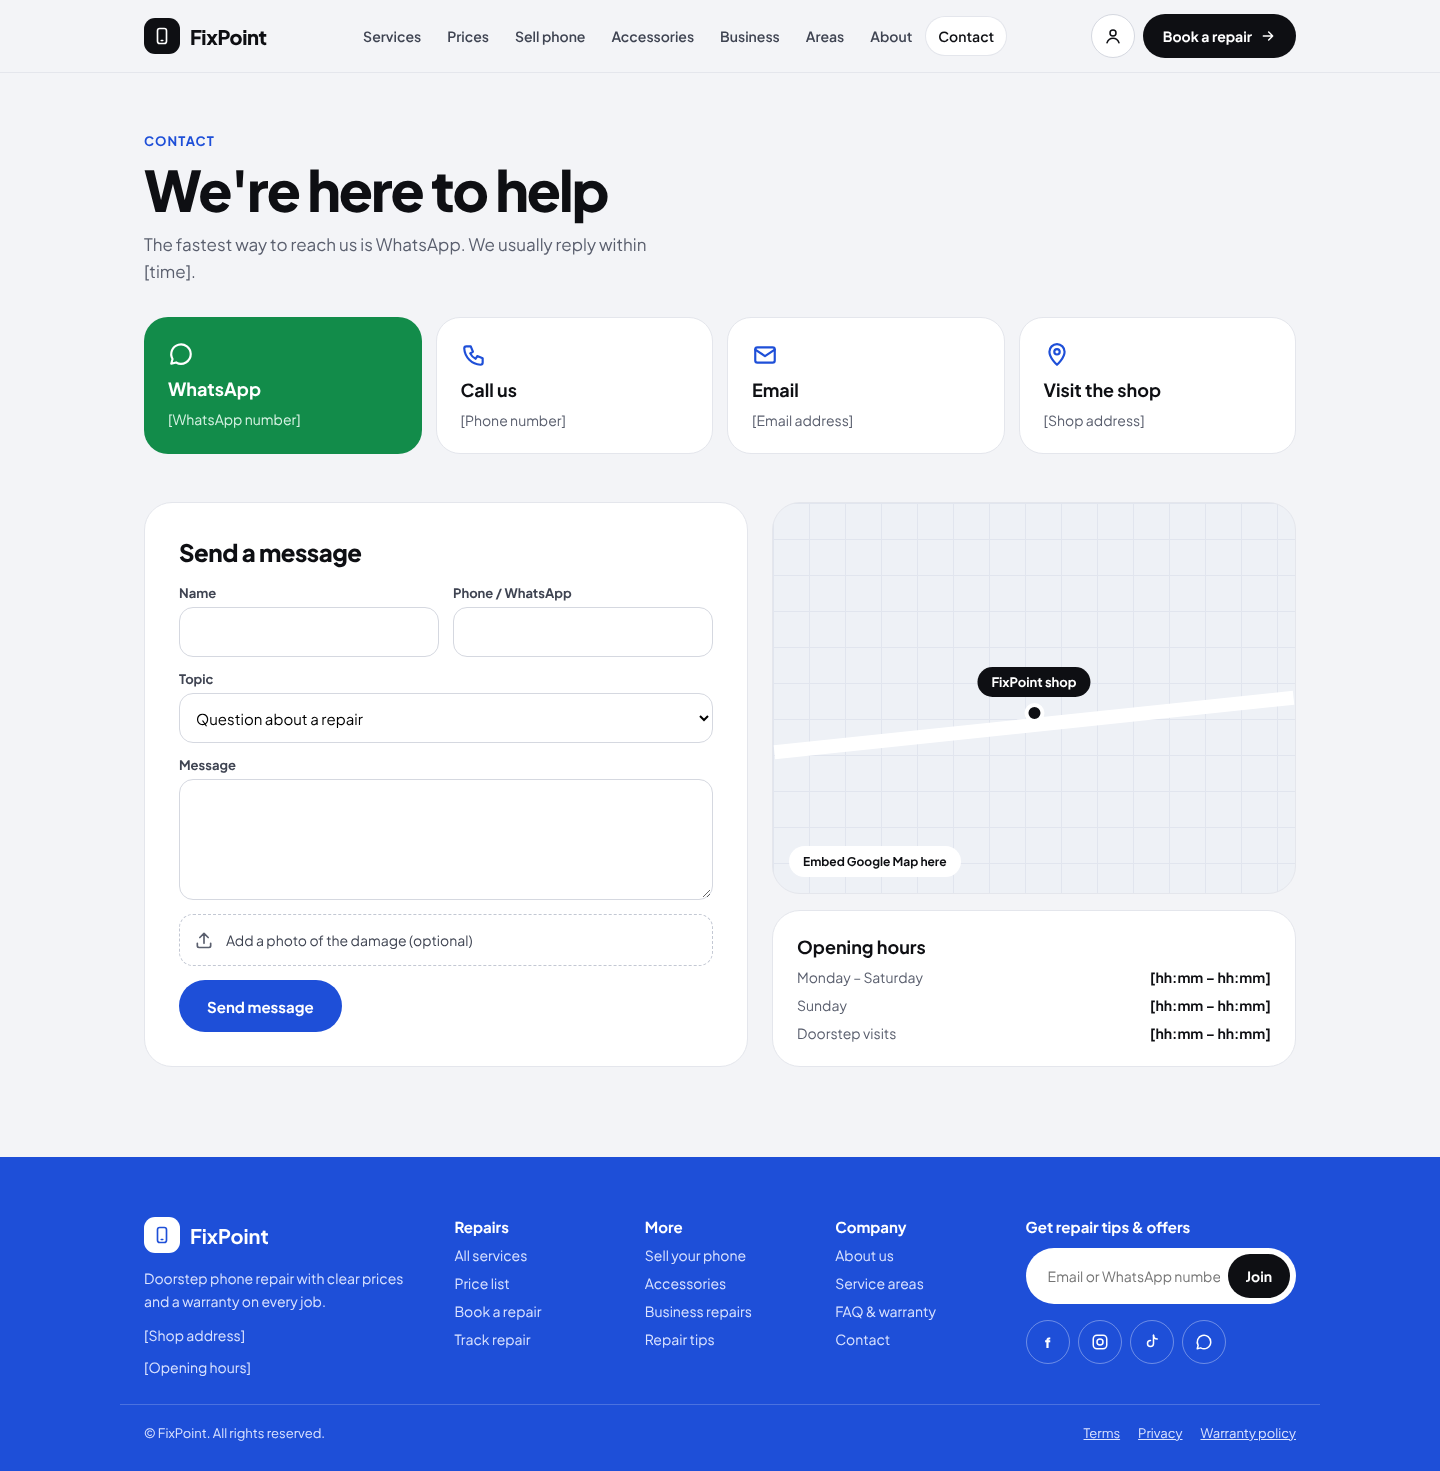 FixPoint
Services
Prices
Sell phone
Accessories
Business
Areas
About
Contact
Book a repair
CONTACT
We're here to help
The fastest way to reach us is WhatsApp. We usually reply within
[time].
WhatsApp
[WhatsApp number]
Call us
[Phone number]
Email
[Email address]
Visit the shop
[Shop address]
Send a message
Name
Phone / WhatsApp
Topic
Question about a repair
Message
Add a photo of the damage (optional)
Send message
FixPoint shop
Embed Google Map here
Opening hours
Monday – Saturday [hh:mm – hh:mm]
Sunday [hh:mm – hh:mm]
Doorstep visits [hh:mm – hh:mm]
FixPoint
Doorstep phone repair with clear prices
and a warranty on every job.
[Shop address]
[Opening hours]
Repairs
All services
Price list
Book a repair
Track repair
More
Sell your phone
Accessories
Business repairs
Repair tips
Company
About us
Service areas
FAQ & warranty
Contact
Get repair tips & offers
Email or WhatsApp numbe
Join
© FixPoint. All rights reserved.
Terms
Privacy
Warranty policy